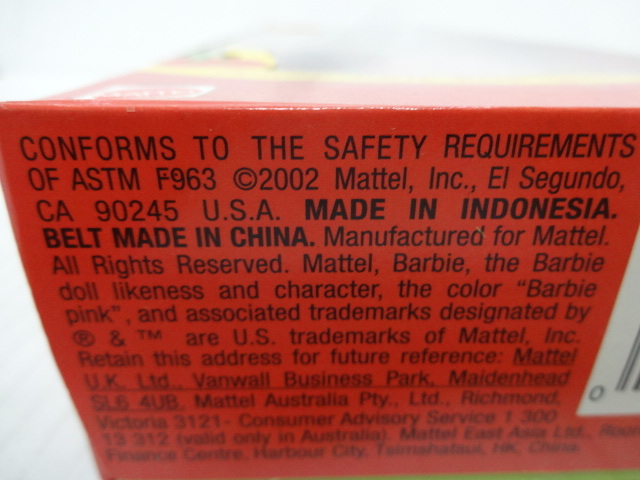 CONFORMS TO THE SAFETY REQUIREMENTS
OF ASTM F963 ©2002 Mattel, Inc., El Segundo,
CA 90245 U.S.A. MADE IN INDONESIA.
BELT MADE IN CHINA. Manufactured for Mattel.
All Rights Reserved. Mattel, Barbie, the Barbie
doll likeness and character, the color "Barbie
pink", and associated trademarks designated by
® & ™ are U.S. trademarks of Mattel, Inc.
Retain this address for future reference: Mattel
U.K. Ltd., Vanwall Business Park, Maidenhead
SL6 4UB. Mattel Australia Pty., Ltd., Richmond,
Victoria 3121- Consumer Advisory Service 1 300
13 312 (valid only in Australia). Mattel East Asia Ltd.,
Finance Centre, Harbour City, Tsimshatsui, HK, China.
0